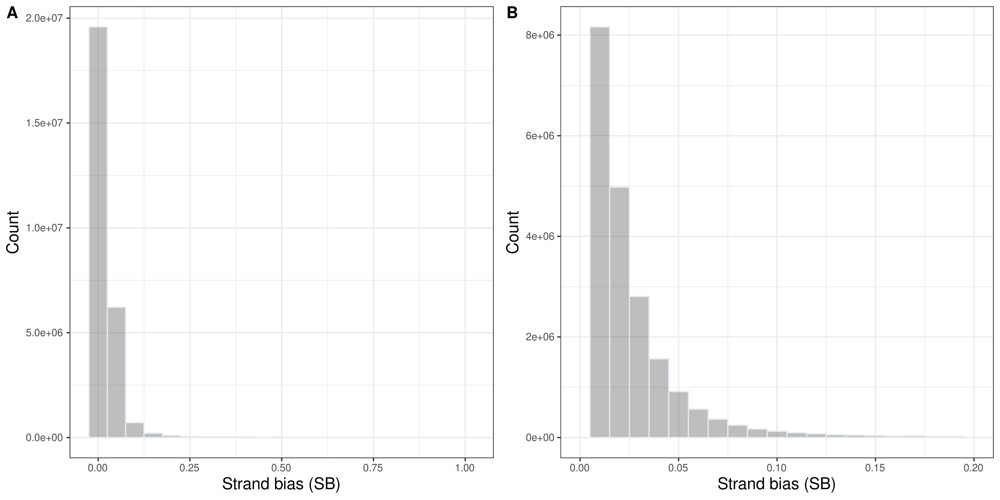 A
2.0e+07
1.5e+07
1.0e+07
5.0e+06
0.0e+00
Count
0.00 0.25 0.50 0.75 1.00
Strand bias (SB)
B
8e+06
6e+06
4e+06
2e+06
0e+00
Count
0.00 0.05 0.10 0.15 0.20
Strand bias (SB)